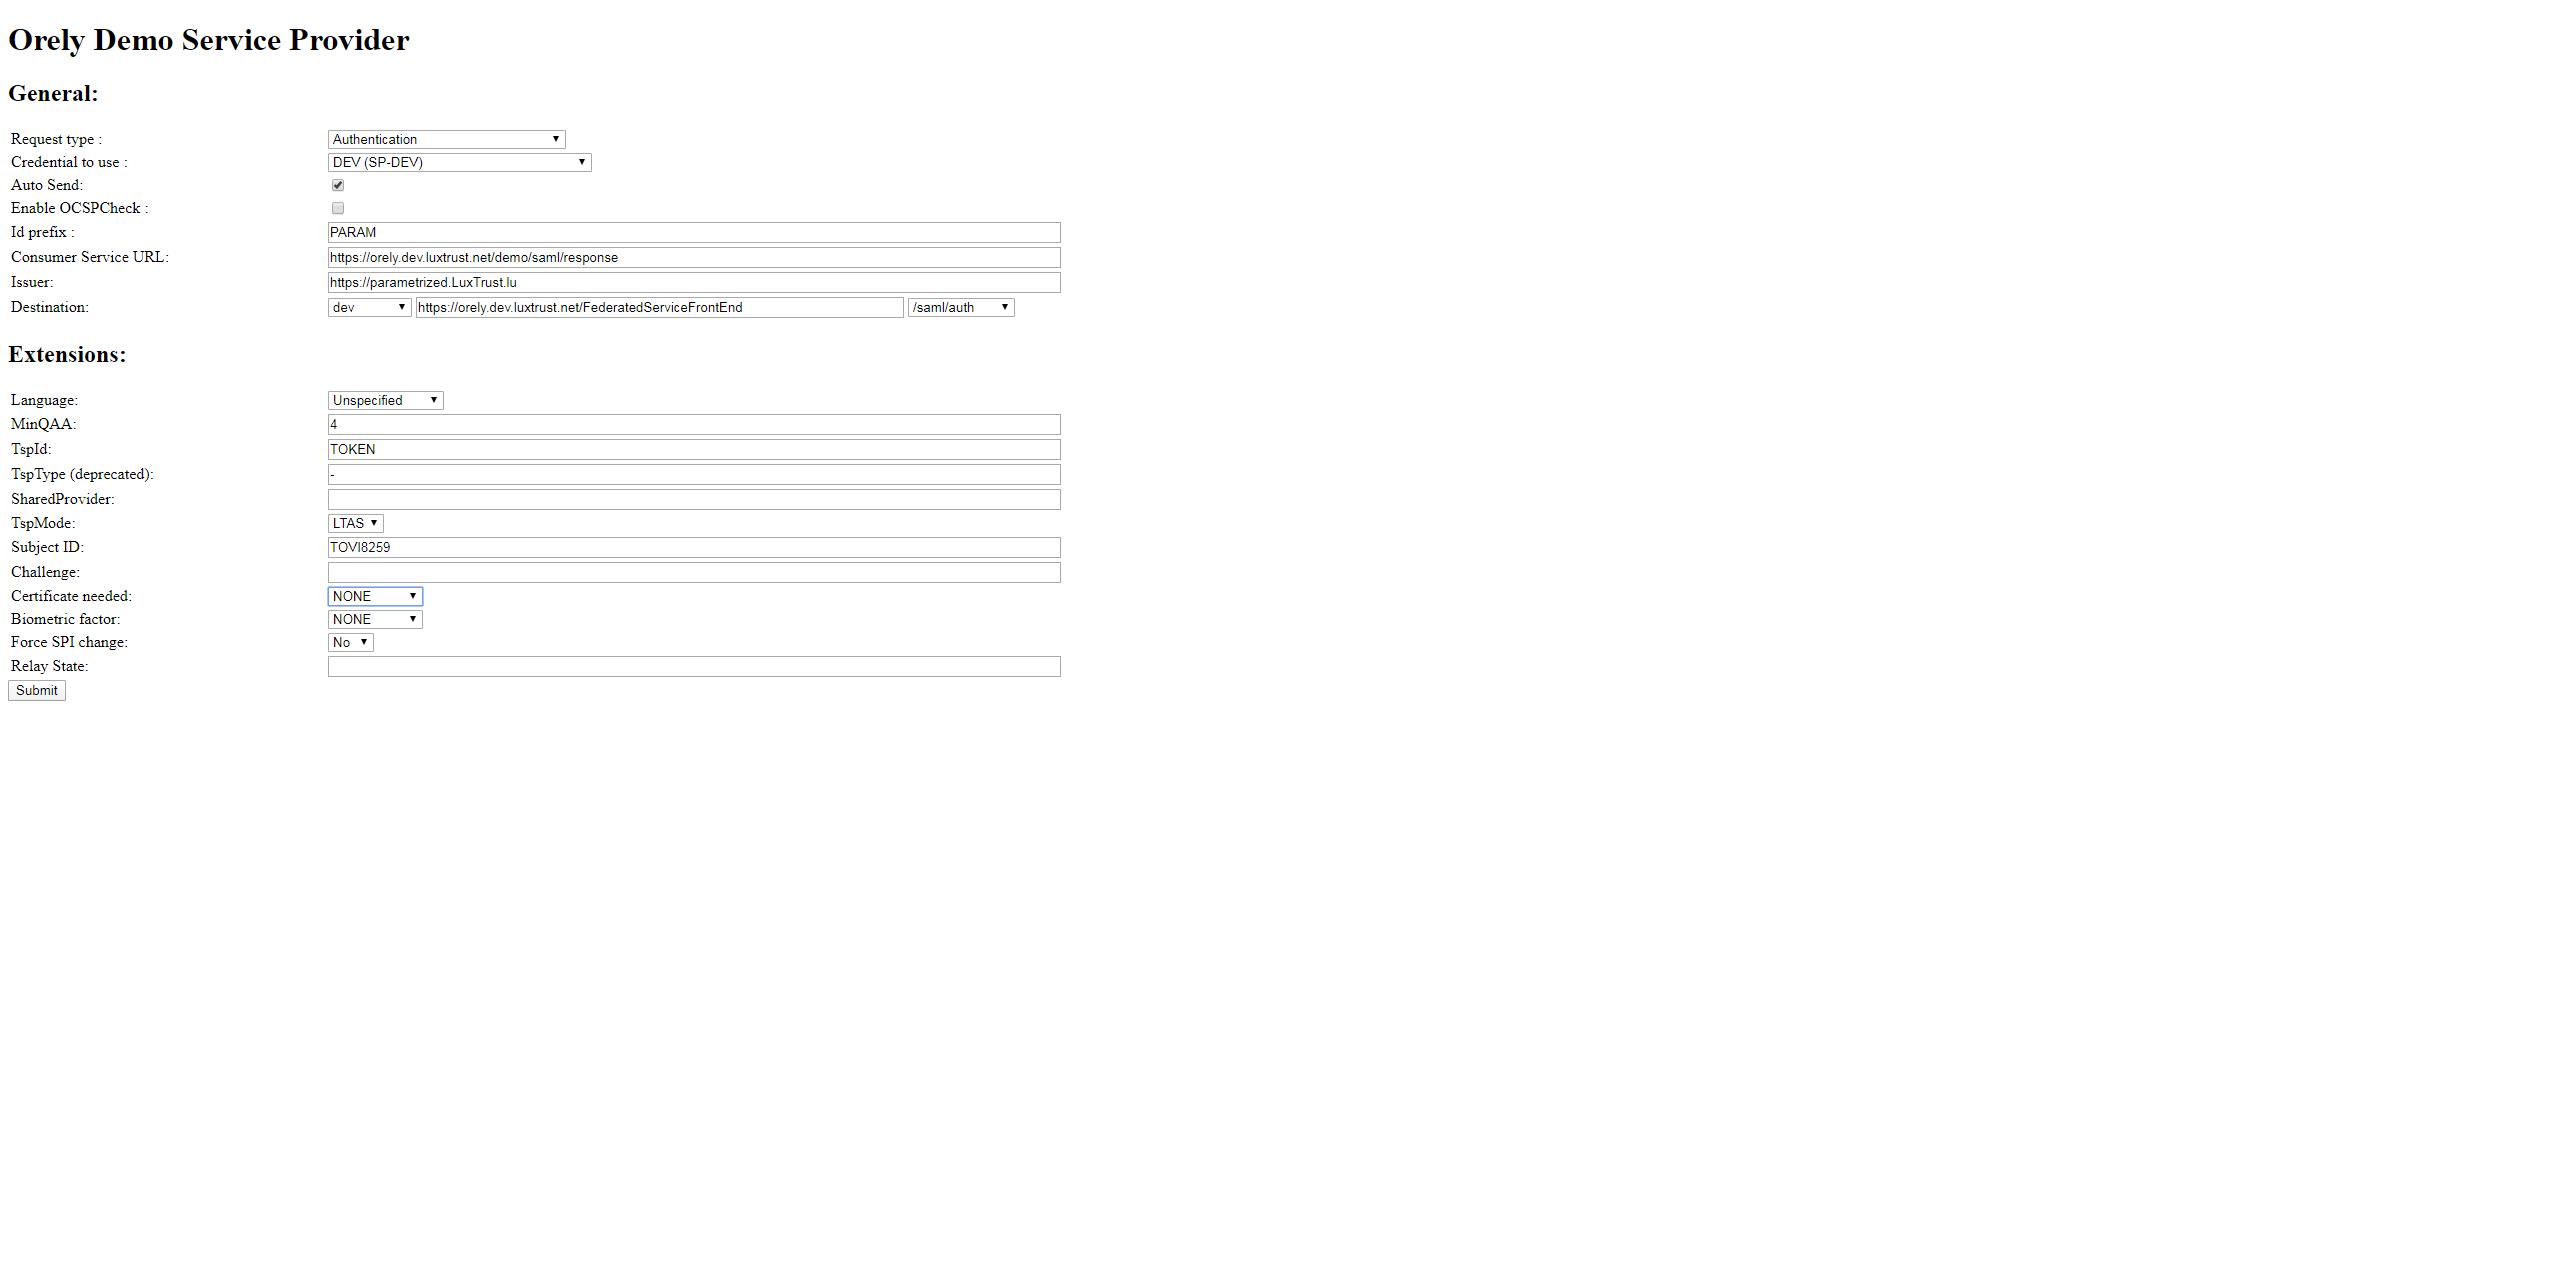 Orely Demo Service Provider
General:
Request type : Authentication
Credential to use : DEV (SP-DEV)
Auto Send:
Enable OCSPCheck :
Id prefix : PARAM
Consumer Service URL: https://orely.dev.luxtrust.net/demo/saml/response
Issuer: https://parametrized.LuxTrust.lu
Destination: dev https://orely.dev.luxtrust.net/FederatedServiceFrontEnd /saml/auth
Extensions:
Language: Unspecified
MinQAA: 4
TspId: TOKEN
TspType (deprecated): -
SharedProvider:
TspMode: LTAS
Subject ID: TOVI8259
Challenge:
Certificate needed: NONE
Biometric factor: NONE
Force SPI change: No
Relay State:
Submit